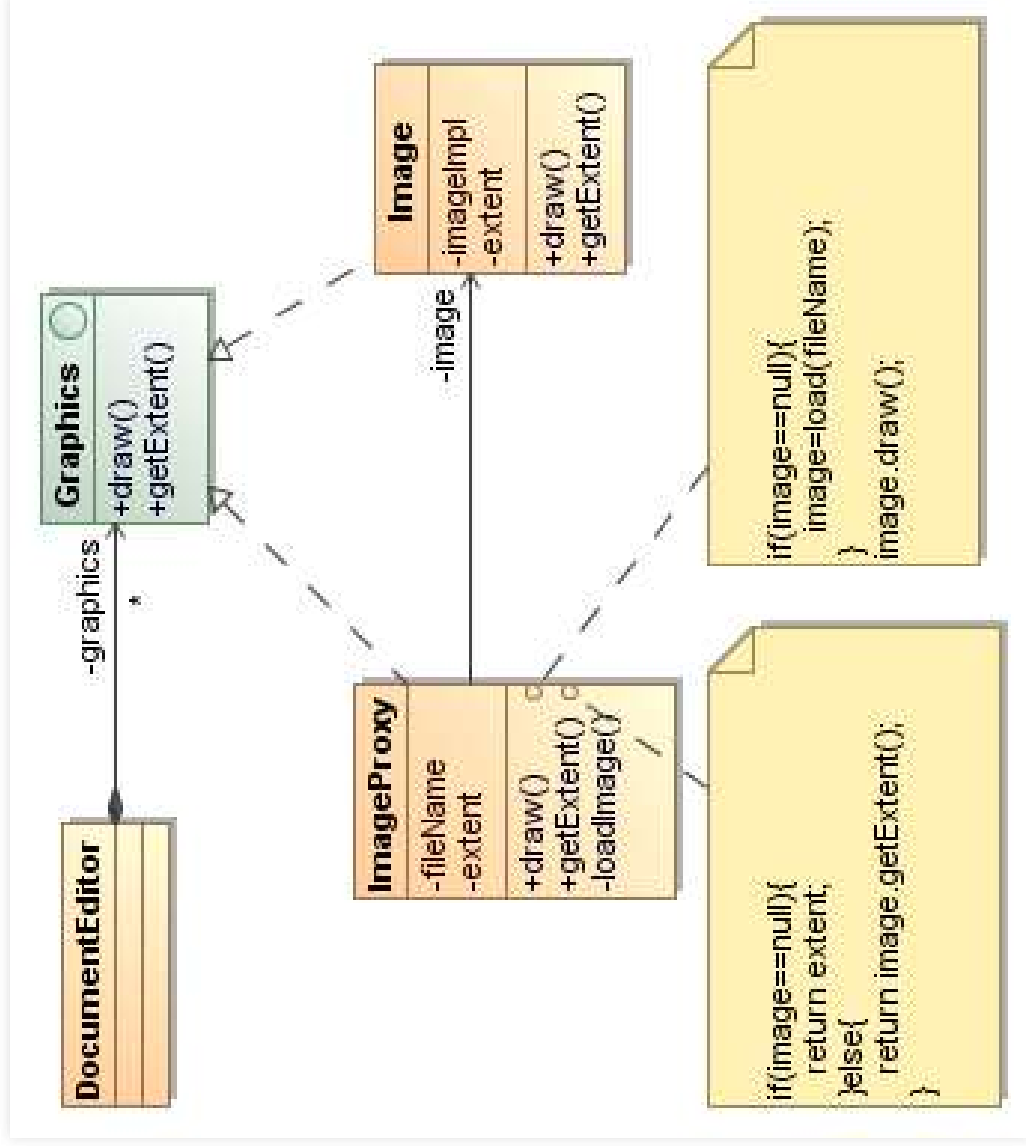 DocumentEditor
-graphics
*
Graphics
+draw()
+getExtent()
ImageProxy
-fileName
-extent
+draw()
+getExtent()
-loadImage()
-image
Image
-imageImpl
-extent
+draw()
+getExtent()
if(image==null){
return extent;
}else{
return image.getExtent();
}
if(image==null){
image=load(fileName);
}
image.draw();